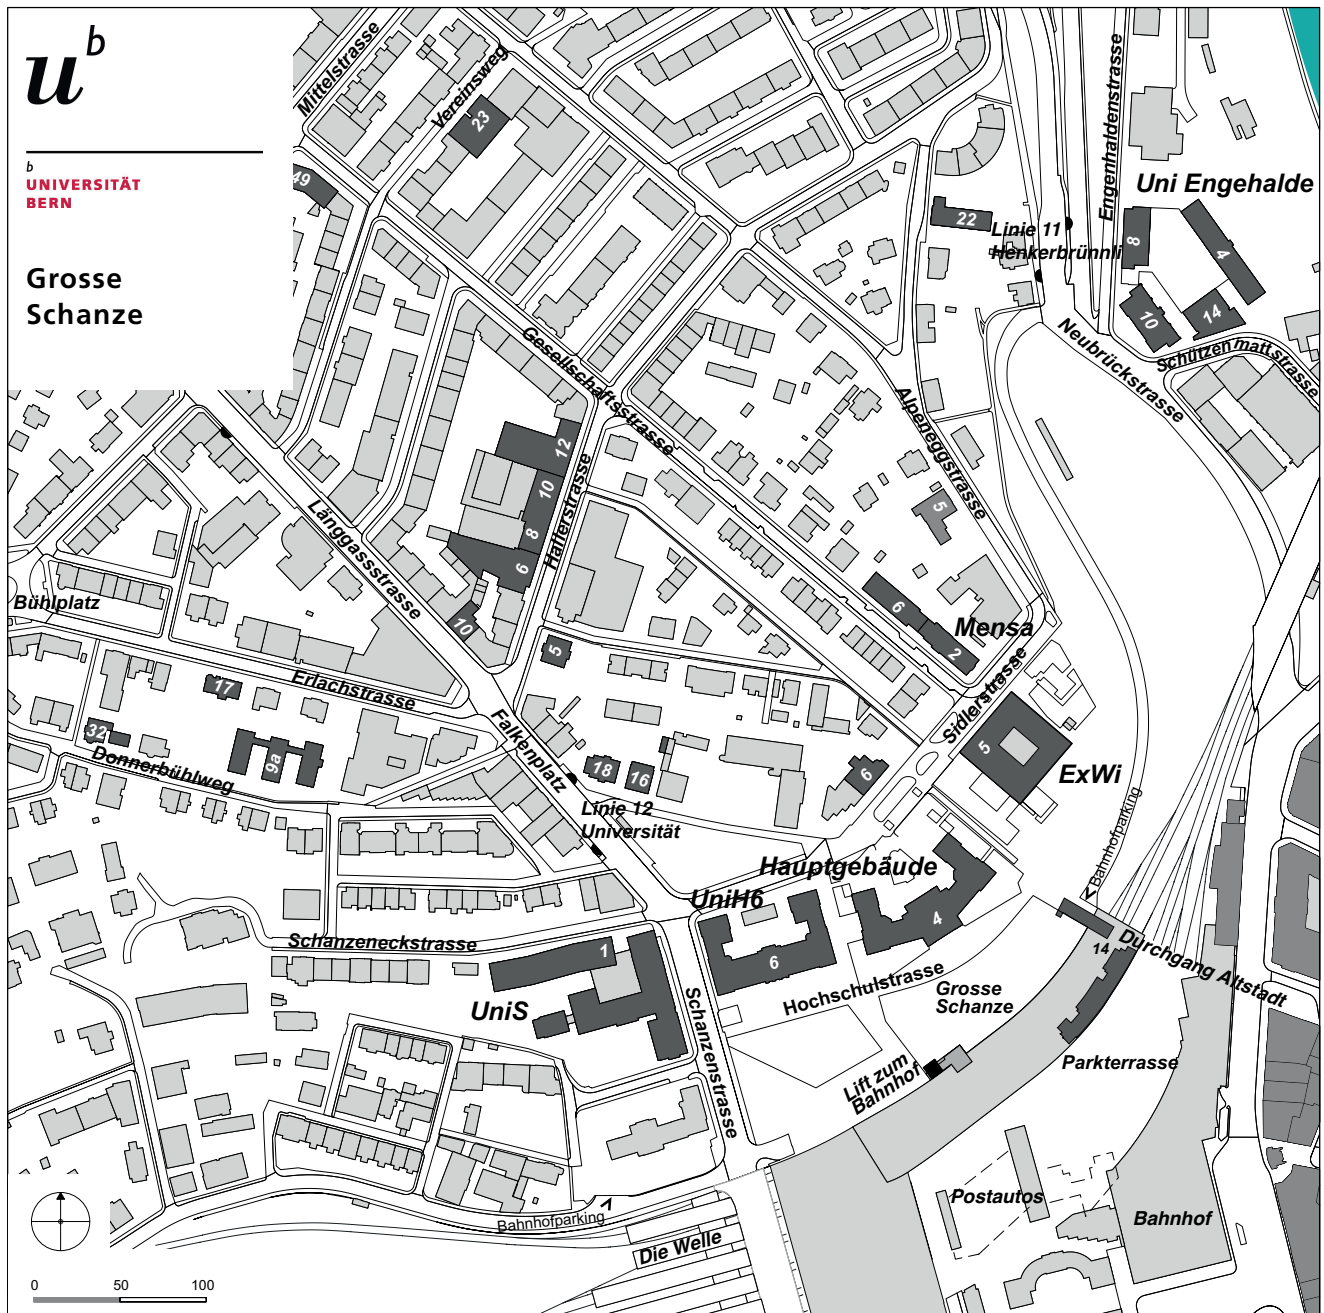 u
b
b
UNIVERSITÄT
BERN
Grosse
Schanze
Mittelstrasse
Vereinsweg
23
49
Engenhaldenstrasse
Uni Engehalde
22
Linie 11
Henkerbrünnli
8
4
10
14
Neubrückstrasse
Schützenmattstrasse
Gesellschaftsstrasse
Alpeneggstrasse
12
10
8
6
Hallerstrasse
5
Länggassstrasse
10
Bühlplatz
6
2
Mensa
5
17
Erlachstrasse
Sidlerstrasse
32
Donnerbühlweg
9a
Falkenplatz
5
ExWi
18
16
6
Linie 12
Universität
Bahnhofparking
Hauptgebäude
UniH6
4
6
14
Durchgang Altstadt
Schanzeneckstrasse
1
UniS
Hochschulstrasse
Grosse
Schanze
Schanzenstrasse
Lift zum
Bahnhof
Parkterrasse
Postautos
Bahnhof
Bahnhofparking
Die Welle
0 50 100